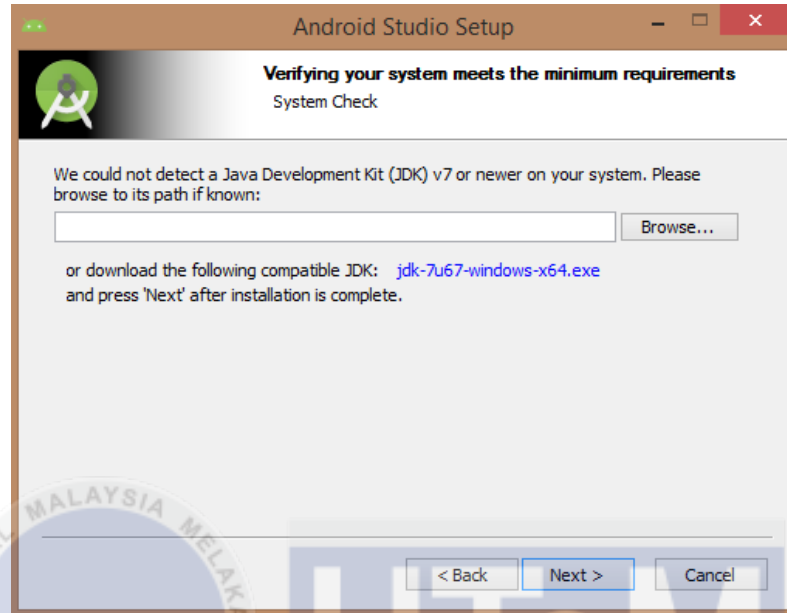 Android Studio Setup
Verifying your system meets the minimum requirements
System Check
We could not detect a Java Development Kit (JDK) v7 or newer on your system. Please
browse to its path if known:
Browse...
or download the following compatible JDK: jdk-7u67-windows-x64.exe
and press 'Next' after installation is complete.
MALAYSIA
< Back Next > Cancel